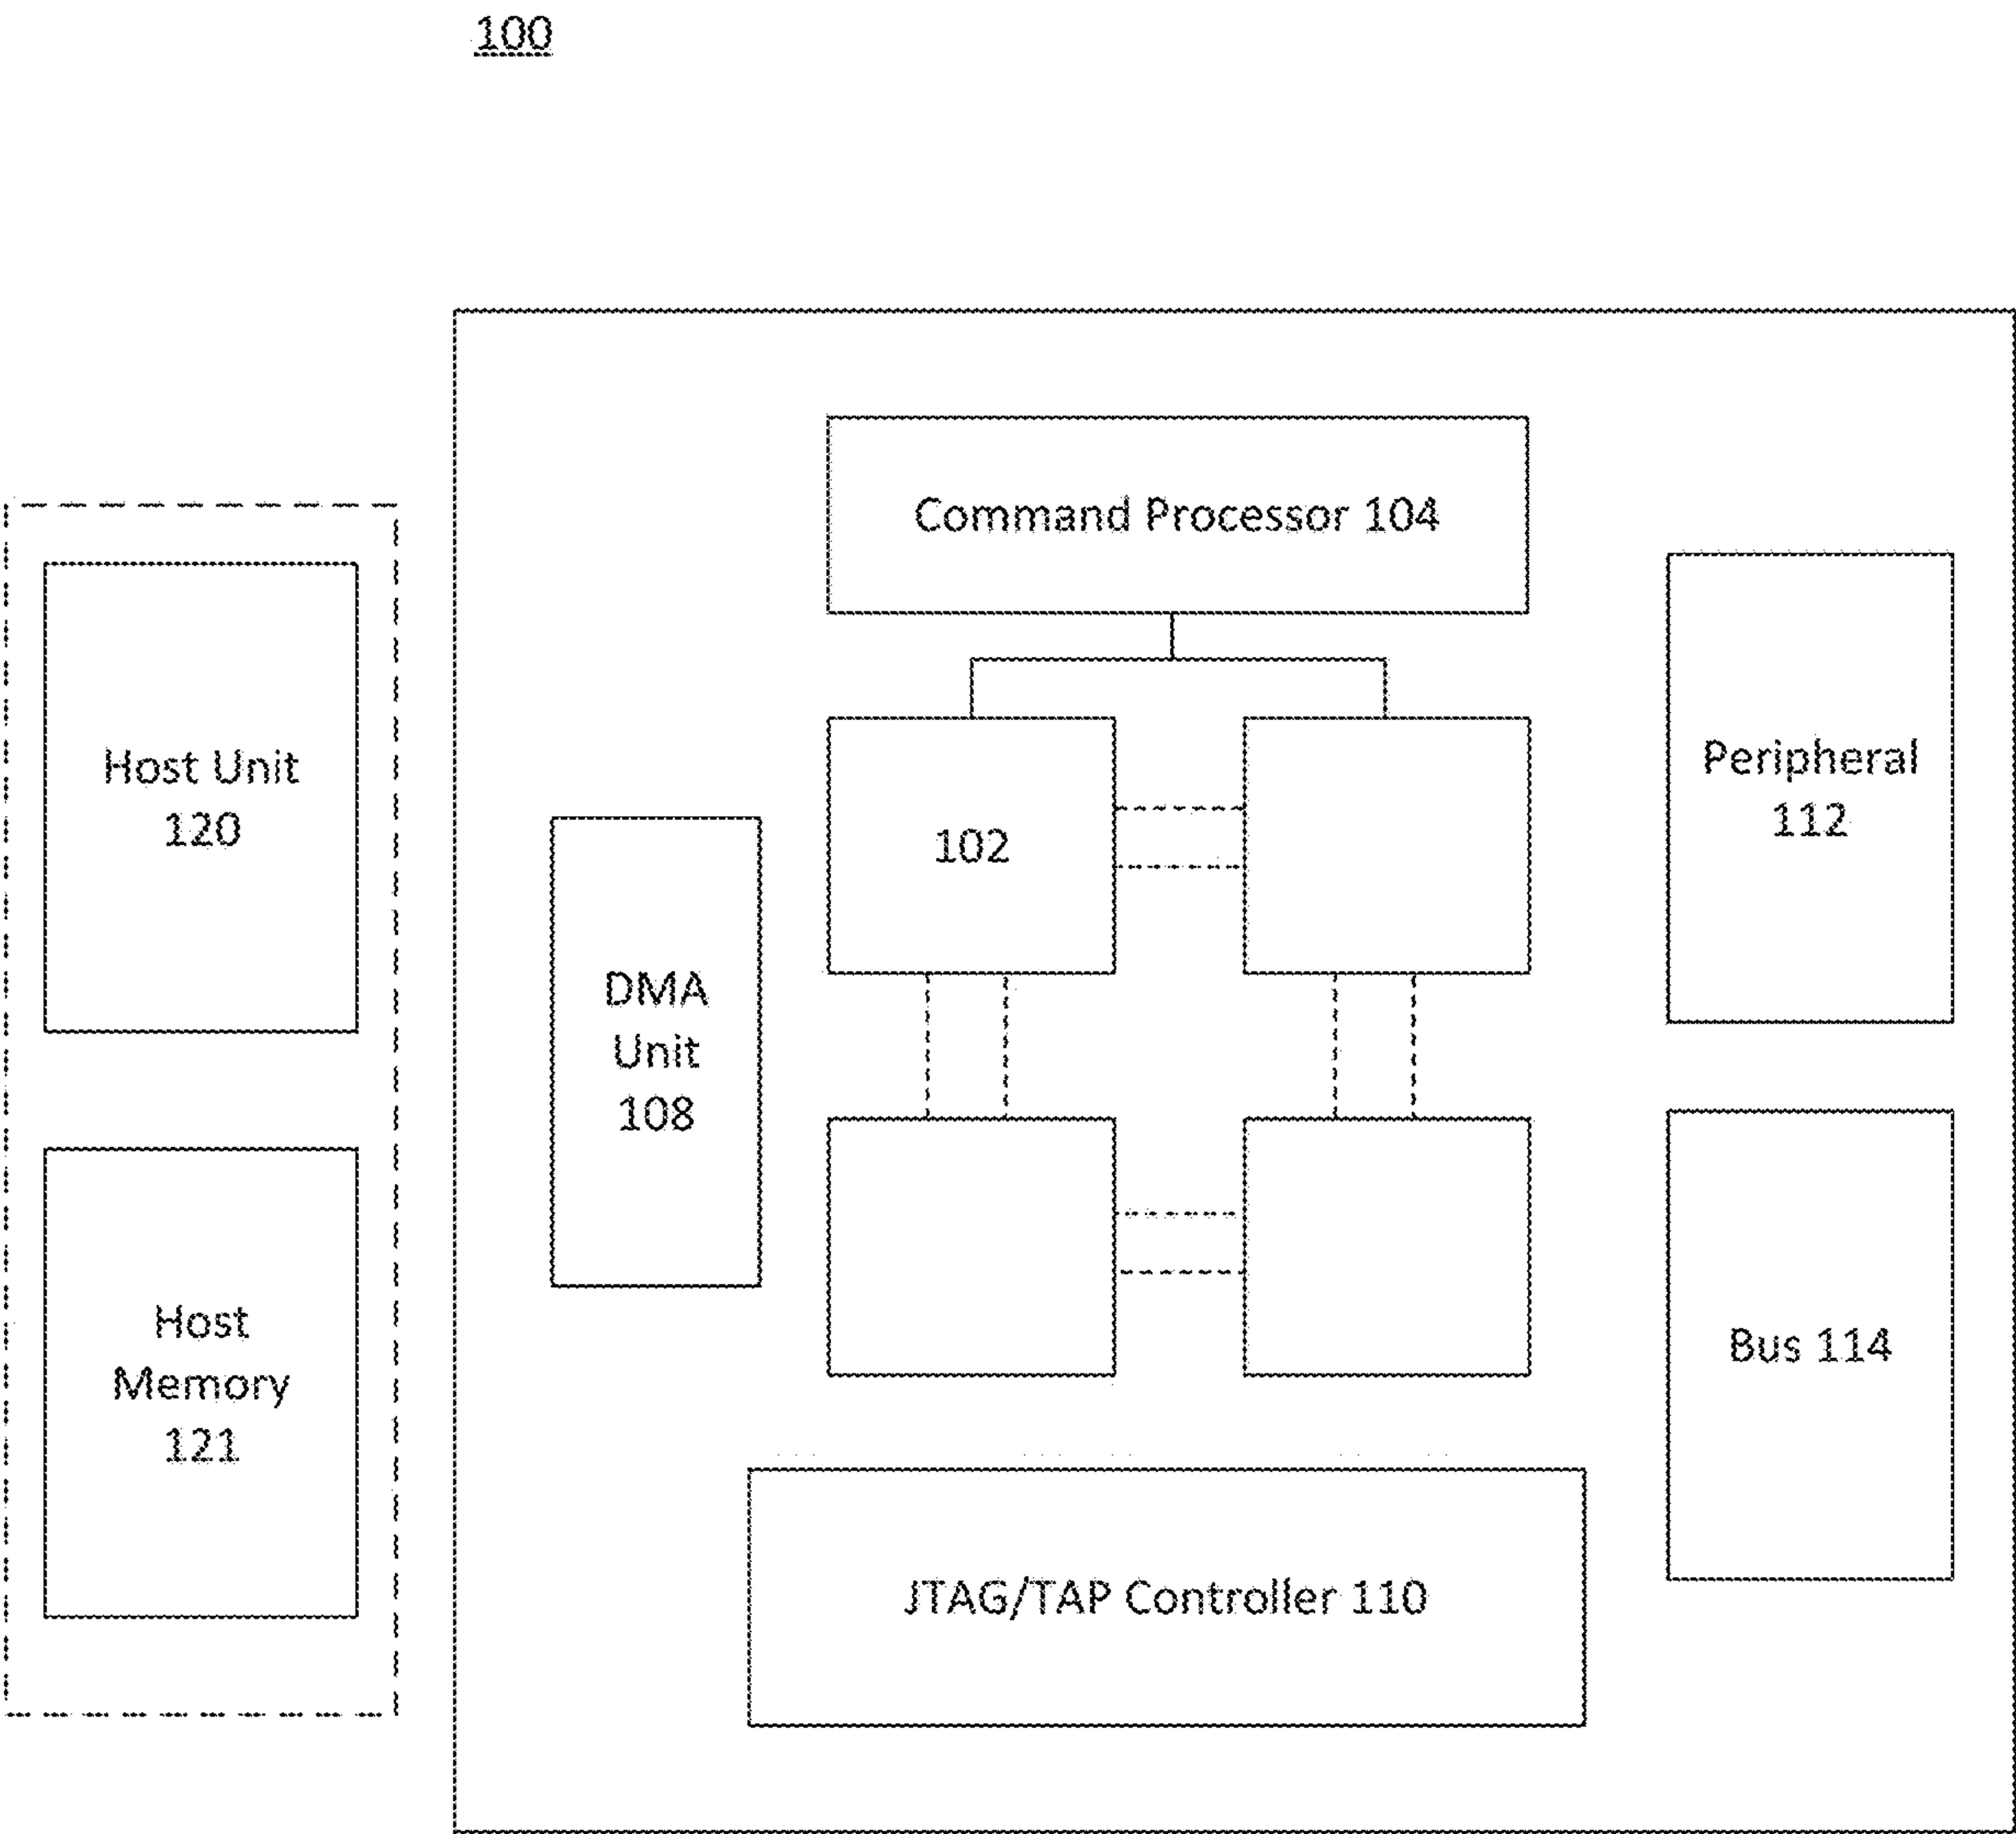 100
Command Processor 104
Host Unit
120
Peripheral
112
102
DMA
Unit
108
Host
Memory
121
Bus 114
JTAG/TAP Controller 110